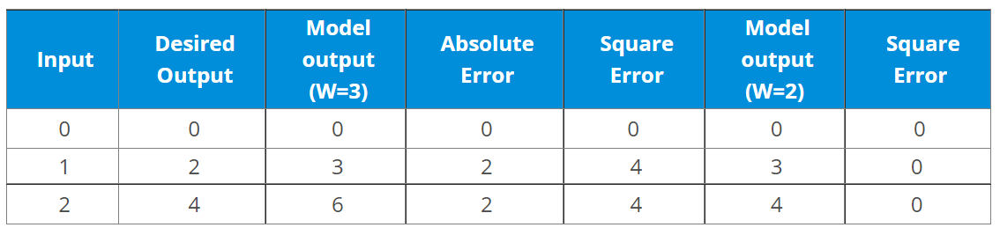 Input Desired Output Model output (W=3) Absolute Error Square Error Model output (W=2) Square Error
0 0 0 0 0 0 0
1 2 3 2 4 3 0
2 4 6 2 4 4 0